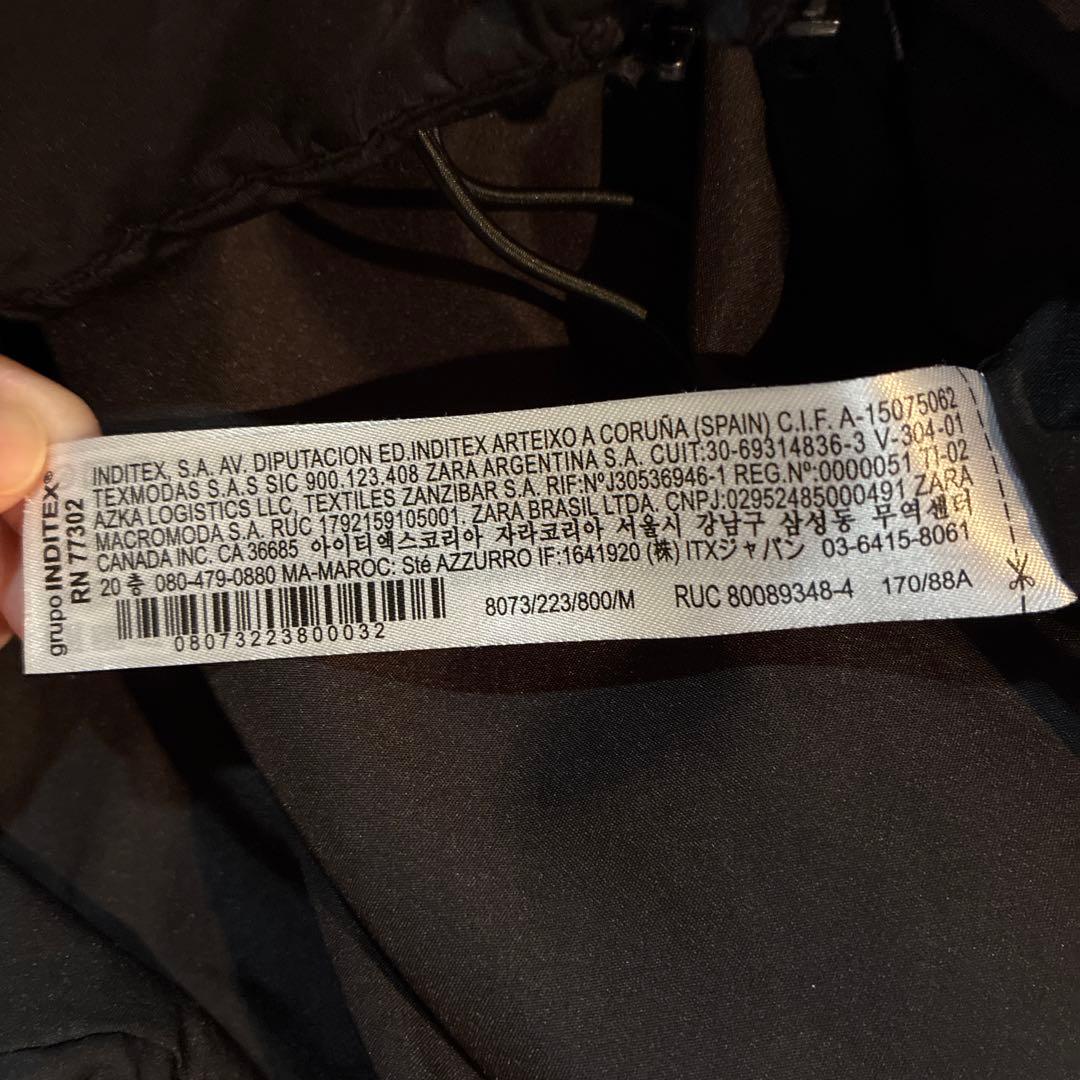 grupo INDITEX®
RN 77302
INDITEX, S.A. AV. DIPUTACION ED.INDITEX ARTEIXO A CORUÑA (SPAIN) C.I.F. A-15075062
TEXMODAS S.A.S SIC 900.123.408 ZARA ARGENTINA S.A. CUIT:30-69314836-3 V-304-01
AZKA LOGISTICS LLC, TEXTILES ZANZIBAR S.A. RIF:NºJ30536946-1 REG.Nº:0000051 TI-02
MACROMODA S.A. RUC 1792159105001 ZARA BRASIL LTDA. CNPJ:02952485000491 ZARA
CANADA INC. CA 36685 아이티엑스코리아 자라코리아 서울시 강남구 삼성동 무역센터
20 층 080-479-0880 MA-MAROC: Sté AZZURRO IF:1641920 (株) ITXジャパン 03-6415-8061
8073/223/800/M RUC 80089348-4 170/88A
08073223800032